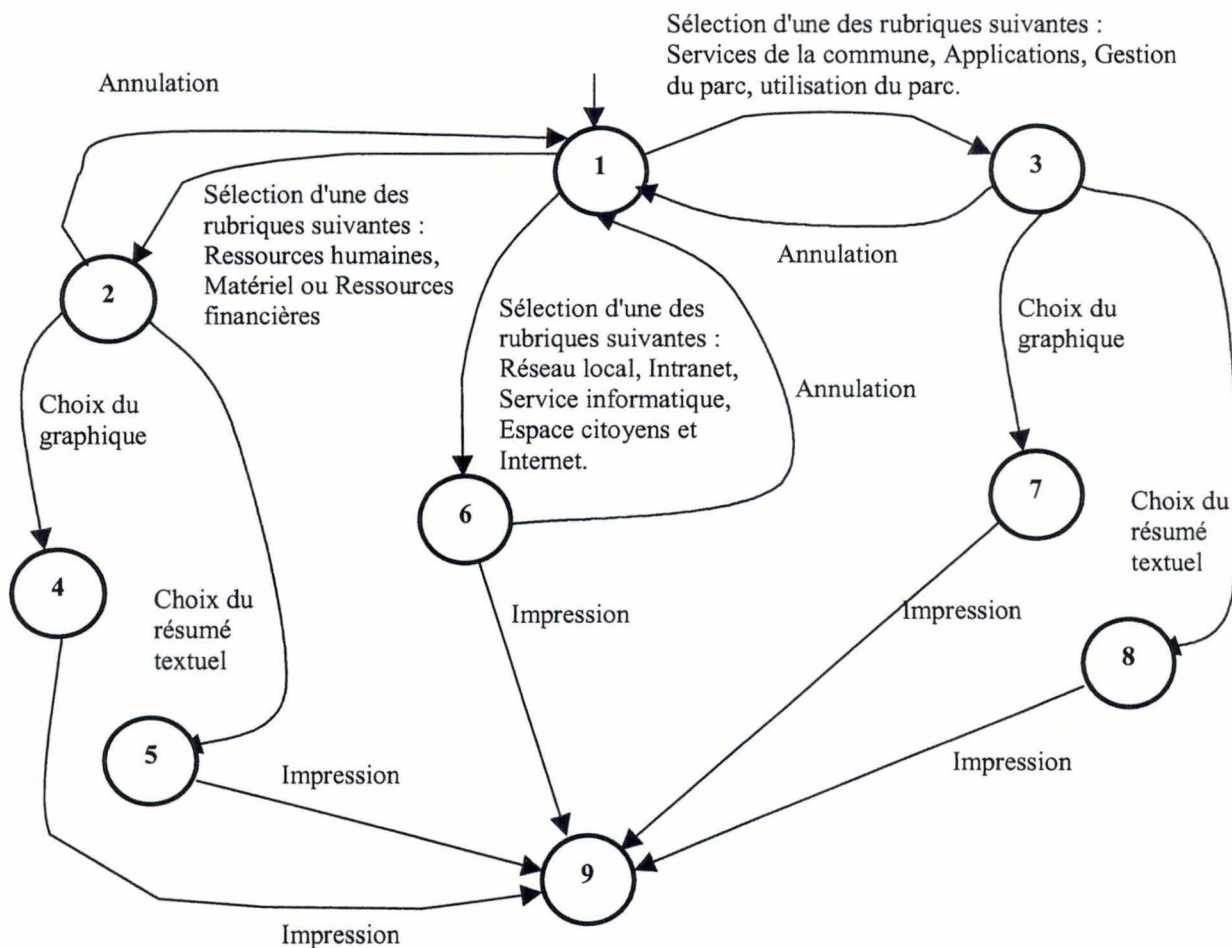 Sélection d'une des rubriques suivantes :
Services de la commune, Applications, Gestion
du parc, utilisation du parc.
Annulation
1
3
Sélection d'une des
rubriques suivantes :
Ressources humaines,
Matériel ou Ressources
financières
Annulation
2
Sélection d'une des
rubriques suivantes :
Réseau local, Intranet,
Service informatique,
Espace citoyens et
Internet.
Choix du
graphique
Annulation
Choix du
graphique
6
7
Choix du
résumé
textuel
4
Choix du
résumé
textuel
Impression
Impression
8
5
Impression
Impression
9
Impression